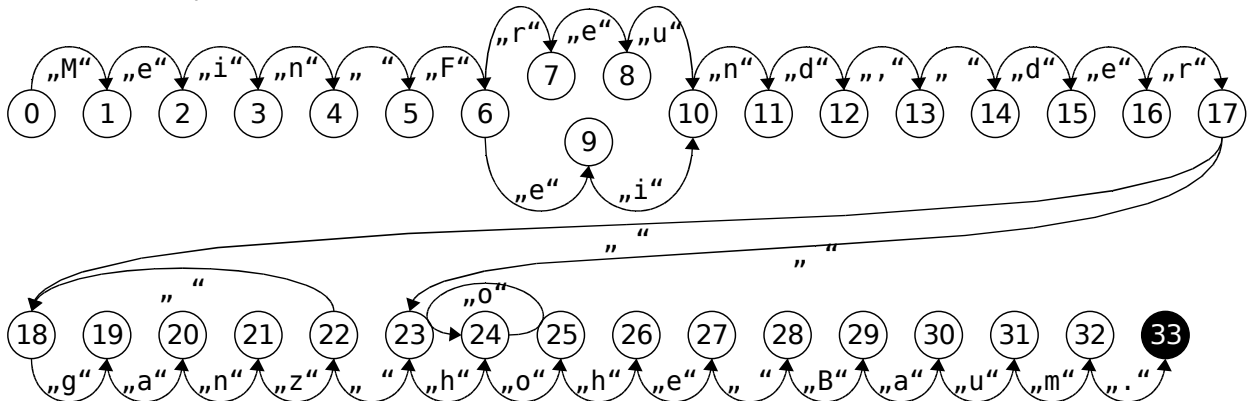 „r“ „e“ „u“
„M“ „e“ „i“ „n“ „ “ „F“ „n“ „d“ „,“ „ “ „d“ „e“ „r“
7 8
0 1 2 3 4 5 6 10 11 12 13 14 15 16 17
9
„e“ „i“
„ “ „ “
„ “ „o“
18 19 20 21 22 23 24 25 26 27 28 29 30 31 32 33
„g“ „a“ „n“ „z“ „ “ „h“ „o“ „h“ „e“ „ “ „B“ „a“ „u“ „m“ „.“